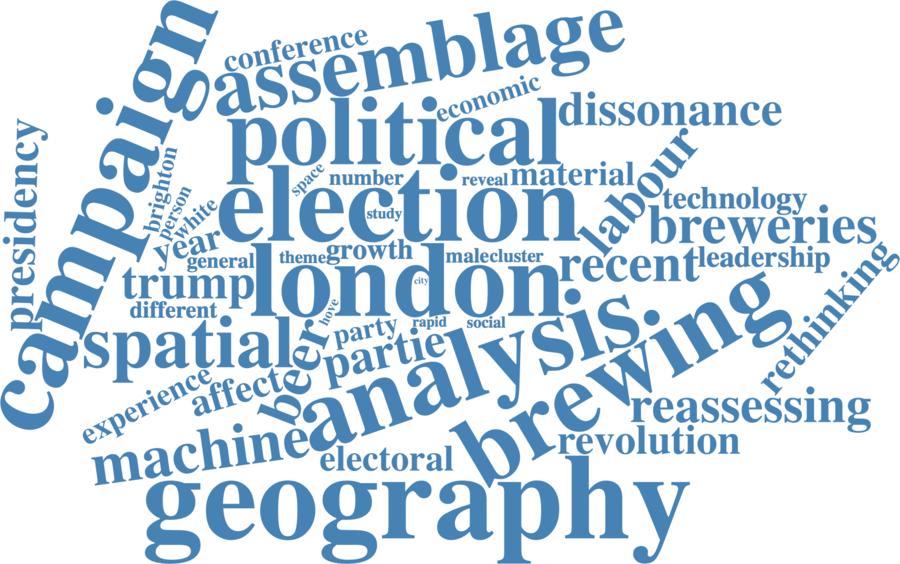 campaign
conference
assemblage
economic
political
dissonance
presidency
brighton
person
white
year
space
number
reveal
material
labour
technology
election
study
breweries
general
theme
growth
malecluster
recent
leadership
trump
london
city
different
hove
rethinking
spatial
beer
party
rapid
social
partie
analysis.
brewing
experience
affect
reassessing
machine
electoral
revolution
geography